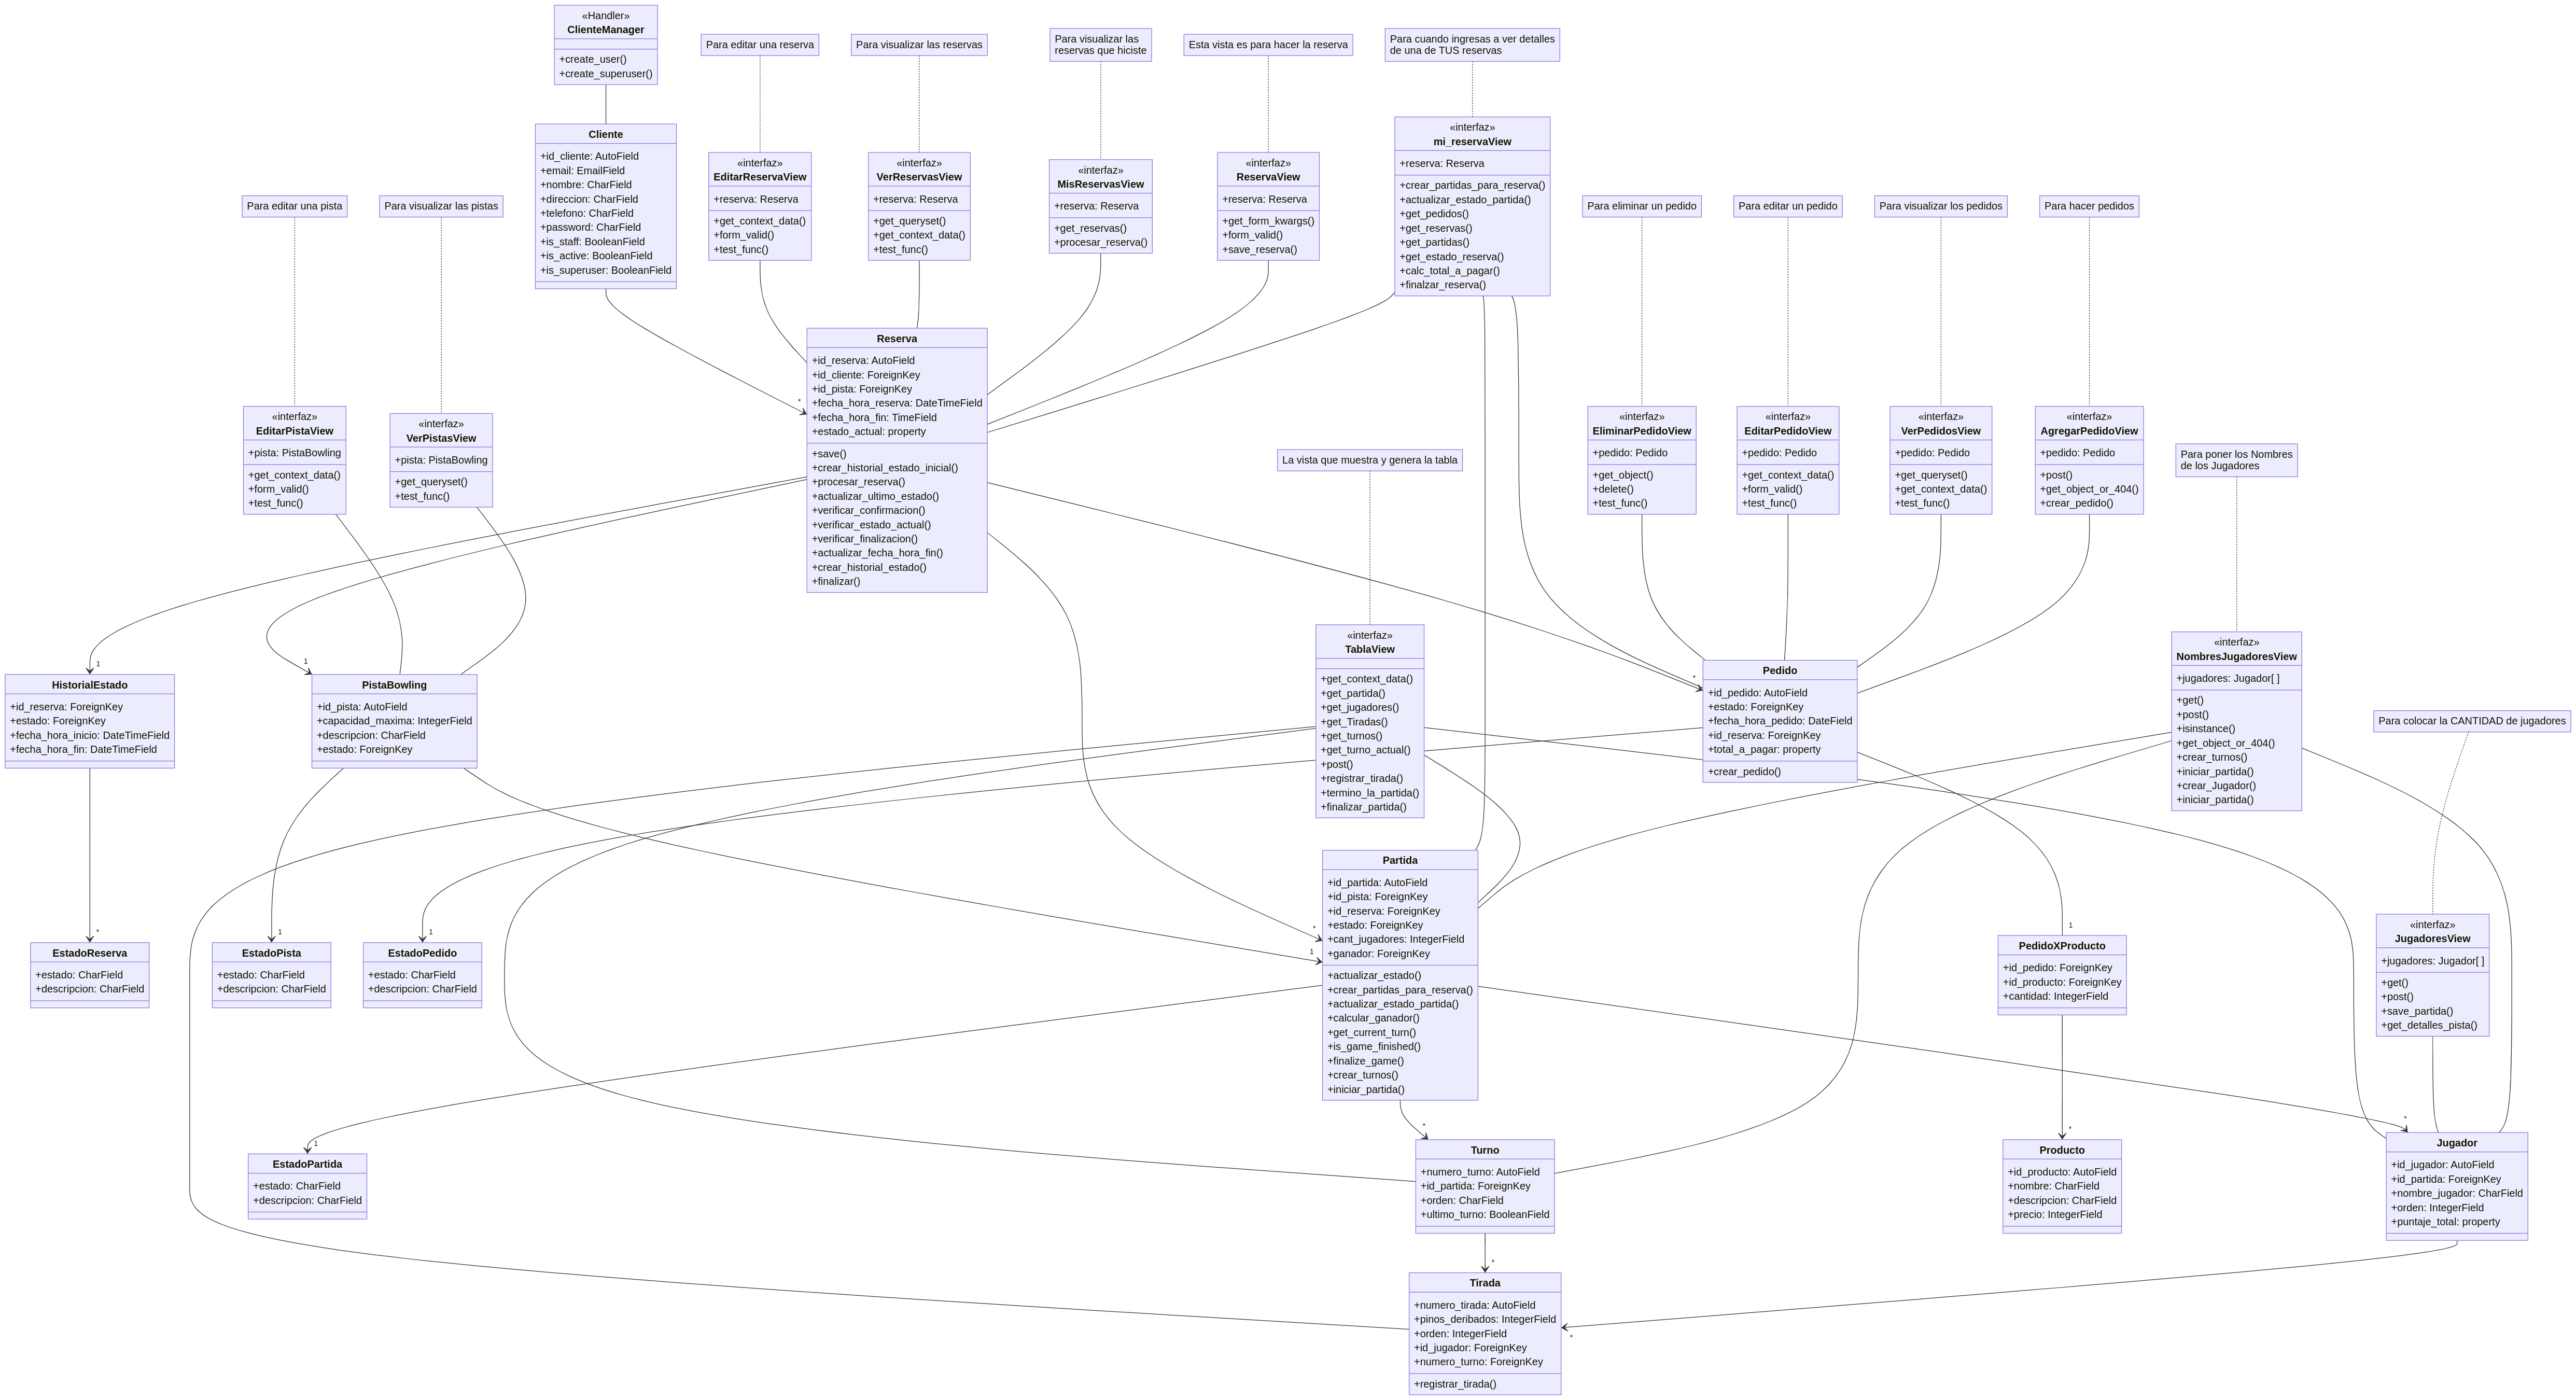 «Handler»
ClienteManager
+create_user()
+create_superuser()
Para editar una reserva
Para visualizar las reservas
Para visualizar las
reservas que hiciste
Esta vista es para hacer la reserva
Para cuando ingresas a ver detalles
de una de TUS reservas
Cliente
+id_cliente: AutoField
+email: EmailField
+nombre: CharField
+direccion: CharField
+telefono: CharField
+password: CharField
+is_staff: BooleanField
+is_active: BooleanField
+is_superuser: BooleanField
«interfaz»
EditarReservaView
+reserva: Reserva
+get_context_data()
+form_valid()
+test_func()
«interfaz»
VerReservasView
+reserva: Reserva
+get_queryset()
+get_context_data()
+test_func()
«interfaz»
MisReservasView
+reserva: Reserva
+get_reservas()
+procesar_reserva()
«interfaz»
ReservaView
+reserva: Reserva
+get_form_kwargs()
+form_valid()
+save_reserva()
«interfaz»
mi_reservaView
+reserva: Reserva
+crear_partidas_para_reserva()
+actualizar_estado_partida()
+get_pedidos()
+get_reservas()
+get_partidas()
+get_estado_reserva()
+calc_total_a_pagar()
+finalzar_reserva()
Para editar una pista
Para visualizar las pistas
Para eliminar un pedido
Para editar un pedido
Para visualizar los pedidos
Para hacer pedidos
*
Reserva
+id_reserva: AutoField
+id_cliente: ForeignKey
+id_pista: ForeignKey
+fecha_hora_reserva: DateTimeField
+fecha_hora_fin: TimeField
+estado_actual: property
+save()
+crear_historial_estado_inicial()
+procesar_reserva()
+actualizar_ultimo_estado()
+verificar_confirmacion()
+verificar_estado_actual()
+verificar_finalizacion()
+actualizar_fecha_hora_fin()
+crear_historial_estado()
+finalizar()
«interfaz»
EditarPistaView
+pista: PistaBowling
+get_context_data()
+form_valid()
+test_func()
«interfaz»
VerPistasView
+pista: PistaBowling
+get_queryset()
+test_func()
La vista que muestra y genera la tabla
«interfaz»
EliminarPedidoView
+pedido: Pedido
+get_object()
+delete()
+test_func()
«interfaz»
EditarPedidoView
+pedido: Pedido
+get_context_data()
+form_valid()
+test_func()
«interfaz»
VerPedidosView
+pedido: Pedido
+get_queryset()
+get_context_data()
+test_func()
«interfaz»
AgregarPedidoView
+pedido: Pedido
+post()
+get_object_or_404()
+crear_pedido()
Para poner los Nombres
de los Jugadores
1
1
*
HistorialEstado
+id_reserva: ForeignKey
+estado: ForeignKey
+fecha_hora_inicio: DateTimeField
+fecha_hora_fin: DateTimeField
PistaBowling
+id_pista: AutoField
+capacidad_maxima: IntegerField
+descripcion: CharField
+estado: ForeignKey
«interfaz»
TablaView
+get_context_data()
+get_partida()
+get_jugadores()
+get_Tiradas()
+get_turnos()
+get_turno_actual()
+post()
+registrar_tirada()
+termino_la_partida()
+finalizar_partida()
Pedido
+id_pedido: AutoField
+estado: ForeignKey
+fecha_hora_pedido: DateField
+id_reserva: ForeignKey
+total_a_pagar: property
+crear_pedido()
«interfaz»
NombresJugadoresView
+jugadores: Jugador[ ]
+get()
+post()
+isinstance()
+get_object_or_404()
+crear_turnos()
+iniciar_partida()
+crear_Jugador()
+iniciar_partida()
Para colocar la CANTIDAD de jugadores
*
1
1
*
1
1
EstadoReserva
+estado: CharField
+descripcion: CharField
EstadoPista
+estado: CharField
+descripcion: CharField
EstadoPedido
+estado: CharField
+descripcion: CharField
Partida
+id_partida: AutoField
+id_pista: ForeignKey
+id_reserva: ForeignKey
+estado: ForeignKey
+cant_jugadores: IntegerField
+ganador: ForeignKey
+actualizar_estado()
+crear_partidas_para_reserva()
+actualizar_estado_partida()
+calcular_ganador()
+get_current_turn()
+is_game_finished()
+finalize_game()
+crear_turnos()
+iniciar_partida()
PedidoXProducto
+id_pedido: ForeignKey
+id_producto: ForeignKey
+cantidad: IntegerField
«interfaz»
JugadoresView
+jugadores: Jugador[ ]
+get()
+post()
+save_partida()
+get_detalles_pista()
1
*
*
*
EstadoPartida
+estado: CharField
+descripcion: CharField
Turno
+numero_turno: AutoField
+id_partida: ForeignKey
+orden: CharField
+ultimo_turno: BooleanField
Producto
+id_producto: AutoField
+nombre: CharField
+descripcion: CharField
+precio: IntegerField
Jugador
+id_jugador: AutoField
+id_partida: ForeignKey
+nombre_jugador: CharField
+orden: IntegerField
+puntaje_total: property
*
*
Tirada
+numero_tirada: AutoField
+pinos_deribados: IntegerField
+orden: IntegerField
+id_jugador: ForeignKey
+numero_turno: ForeignKey
+registrar_tirada()